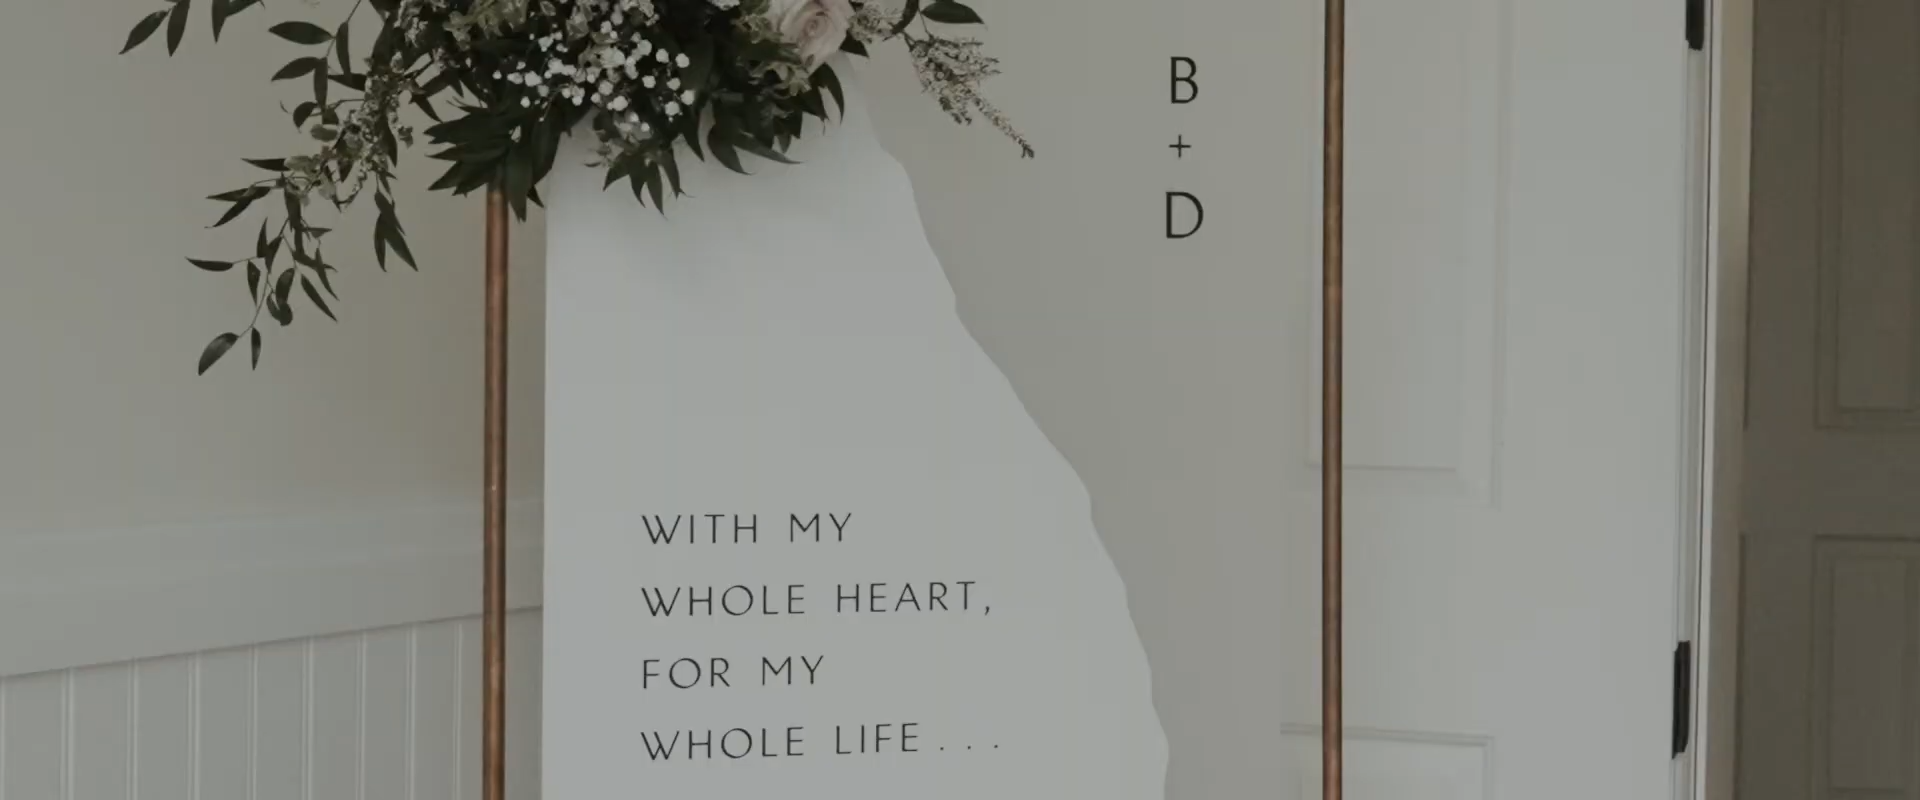 B
+
D
WITH MY
WHOLE HEART,
FOR MY
WHOLE LIFE...